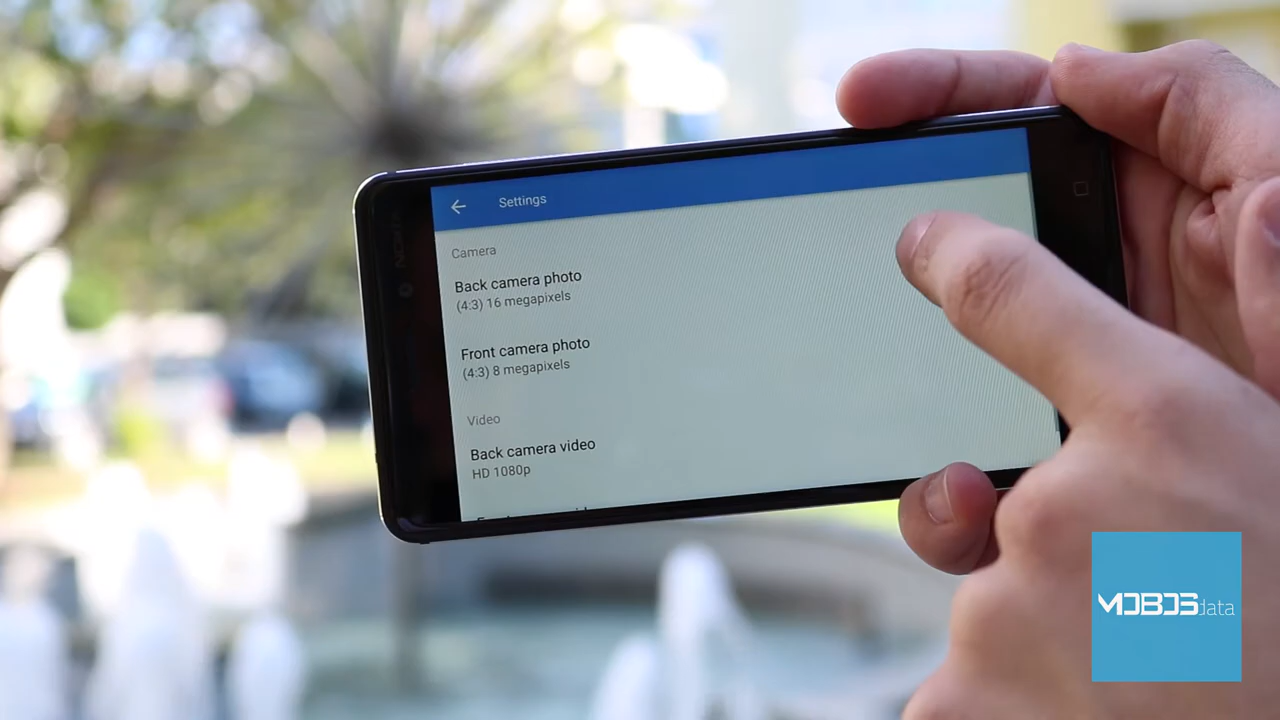 NOKIA
Settings
Camera
Back camera photo
(4:3) 16 megapixels
Front camera photo
(4:3) 8 megapixels
Video
Back camera video
HD 1080p
MOBOSdata